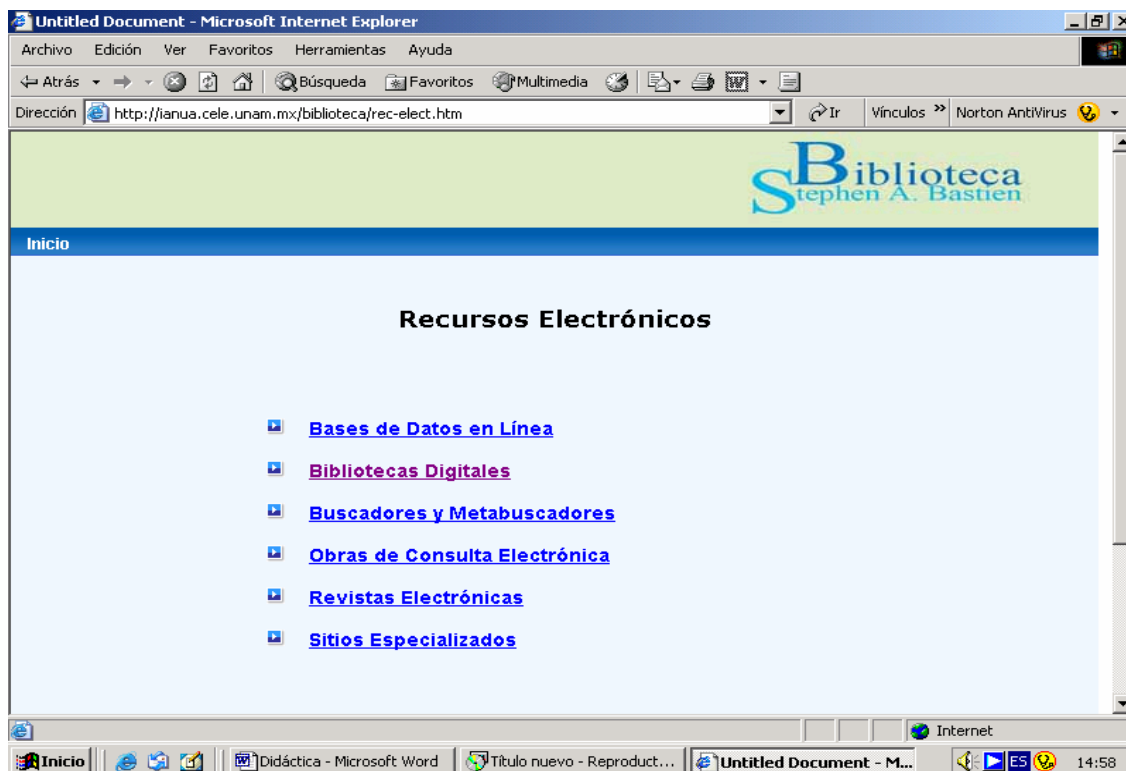 Untitled Document - Microsoft Internet Explorer
Archivo Edición Ver Favoritos Herramientas Ayuda
Atrás Búsqueda Favoritos Multimedia
Dirección http://ianua.cele.unam.mx/biblioteca/rec-elect.htm Ir Vínculos » Norton AntiVirus
Biblioteca
Stephen A. Bastien
Inicio
Recursos Electrónicos
Bases de Datos en Línea
Bibliotecas Digitales
Buscadores y Metabuscadores
Obras de Consulta Electrónica
Revistas Electrónicas
Sitios Especializados
Internet
Inicio Didáctica - Microsoft Word Título nuevo - Reproduct... Untitled Document - M... ES 14:58